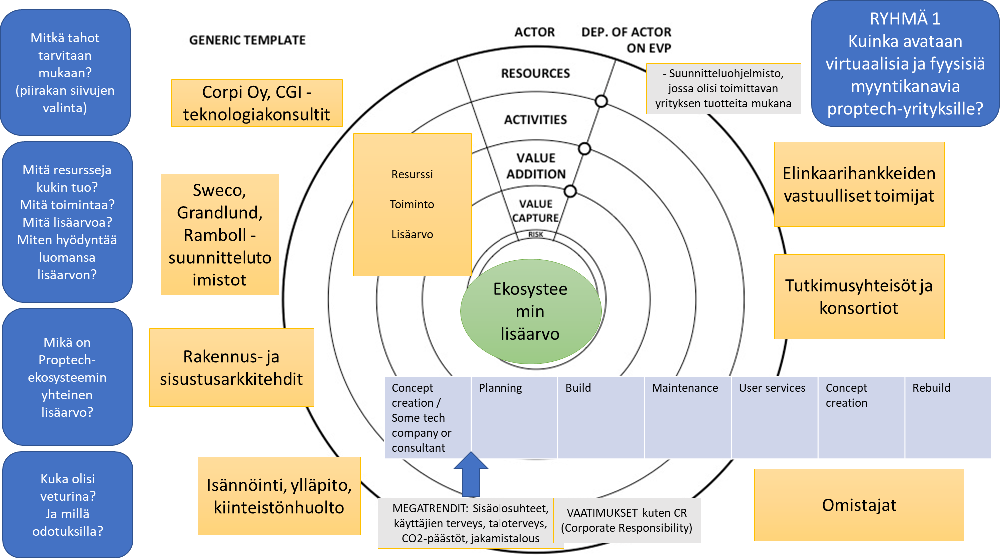 Mitkä tahot
tarvitaan
mukaan?
(piirakan siivujen
valinta)
Mitä resursseja
kukin tuo?
Mitä toimintaa?
Mitä lisäarvoa?
Miten hyödyntää
luomansa
lisäarvon?
Mikä on
Proptech-
ekosysteemin
yhteinen
lisäarvo?
Kuka olisi
veturina?
Ja millä
odotuksilla?
GENERIC TEMPLATE
ACTOR
DEP. OF ACTOR
ON EVP
RESOURCES
ACTIVITIES
VALUE
ADDITION
VALUE
CAPTURE
RISK
- Suunnitteluohjelmisto,
jossa olisi toimittavan
yrityksen tuotteita mukana
RYHMÄ 1
Kuinka avataan
virtuaalisia ja fyysisiä
myyntikanavia
proptech-yrityksille?
Corpi Oy, CGI -
teknologiakonsultit
Resurssi
Toiminto
Lisäarvo
Sweco,
Grandlund,
Ramboll -
suunnitteluto
imistot
Elinkaarihankkeiden
vastuulliset toimijat
Ekosystee
min
lisäarvo
Tutkimusyhteisöt ja
konsortiot
Rakennus- ja
sisustusarkkitehdit
Concept
creation /
Some tech
company or
consultant
Planning
Build
Maintenance
User services
Concept
creation
Rebuild
Isännöinti, ylläpito,
kiinteistönhuolto
MEGATRENDIT: Sisäolosuhteet,
käyttäjien terveys, taloterveys,
CO2-päästöt, jakamistalous
VAATIMUKSET kuten CR
(Corporate Responsibility)
Omistajat